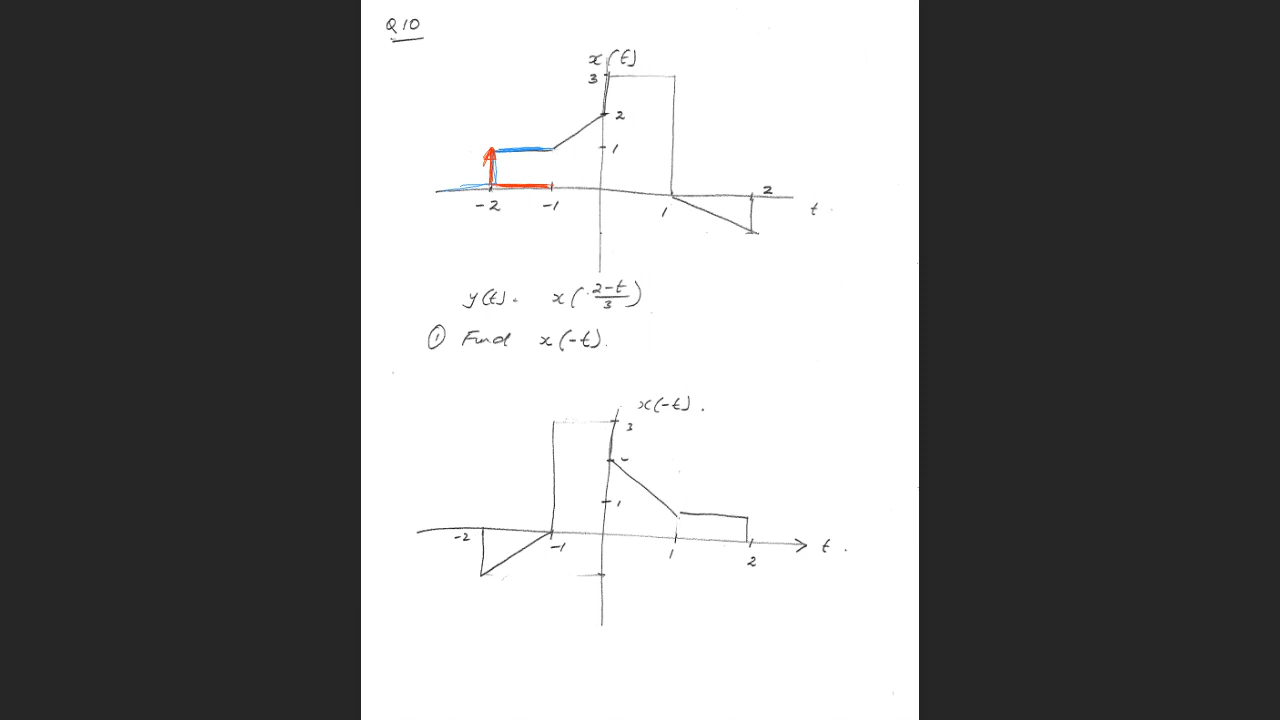 Q10
x(t)
3
2
1
-2 -1 1 2 t
y(t) = x(2-t/3)
① Find x(-t).
x(-t).
3
1
-2 -1 1 2 t.